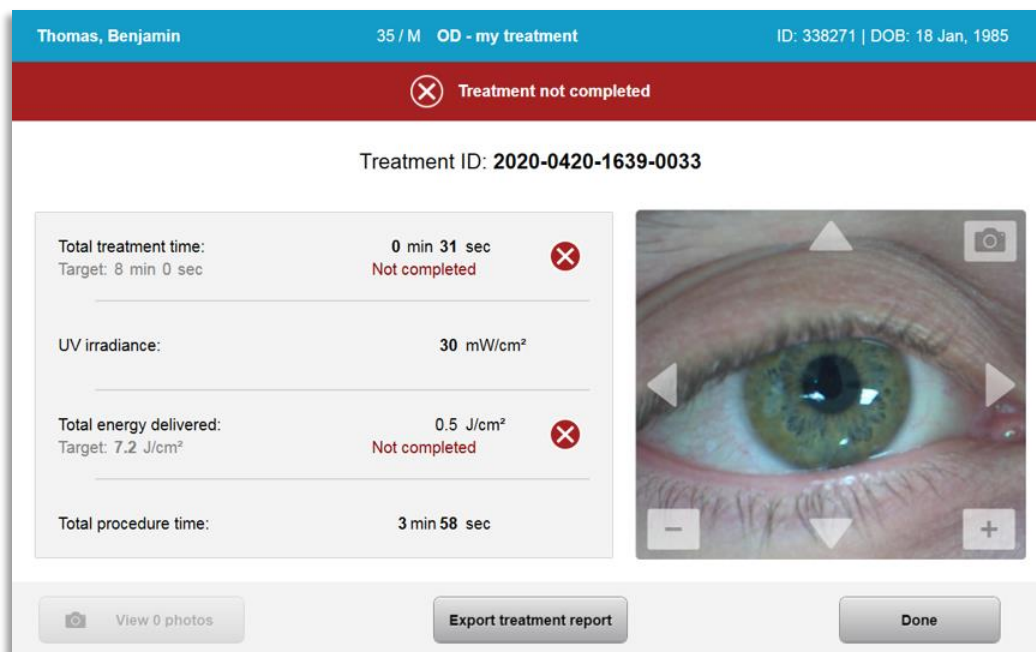 Thomas, Benjamin 35 / M OD - my treatment ID: 338271 | DOB: 18 Jan, 1985
Treatment not completed
Treatment ID: 2020-0420-1639-0033
Total treatment time: 0 min 31 sec
Target: 8 min 0 sec Not completed
UV irradiance: 30 mW/cm²
Total energy delivered: 0.5 J/cm²
Target: 7.2 J/cm² Not completed
Total procedure time: 3 min 58 sec
View 0 photos Export treatment report Done